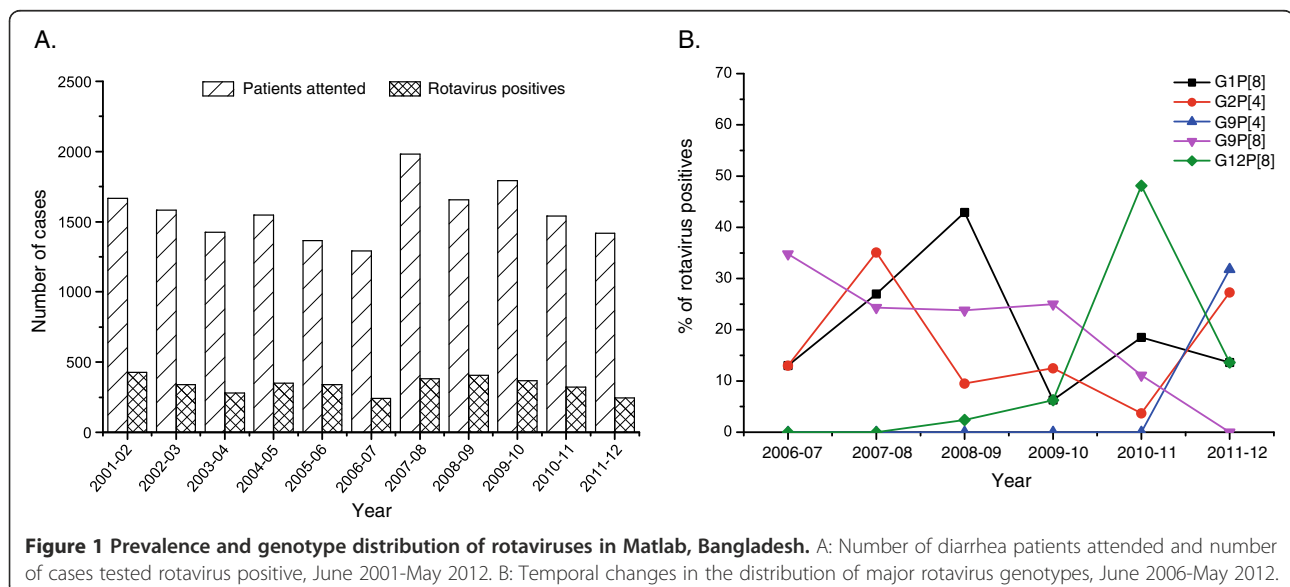 A.
Patients attented
Rotavirus positives
2500
2000
1500
1000
500
0
Number of cases
2001-02
2002-03
2003-04
2004-05
2005-06
2006-07
2007-08
2008-09
2009-10
2010-11
2011-12
Year
B.
G1P[8]
G2P[4]
G9P[4]
G9P[8]
G12P[8]
70
60
50
40
30
20
10
0
% of rotavirus positives
2006-07
2007-08
2008-09
2009-10
2010-11
2011-12
Year
Figure 1 Prevalence and genotype distribution of rotaviruses in Matlab, Bangladesh. A: Number of diarrhea patients attended and number
of cases tested rotavirus positive, June 2001-May 2012. B: Temporal changes in the distribution of major rotavirus genotypes, June 2006-May 2012.